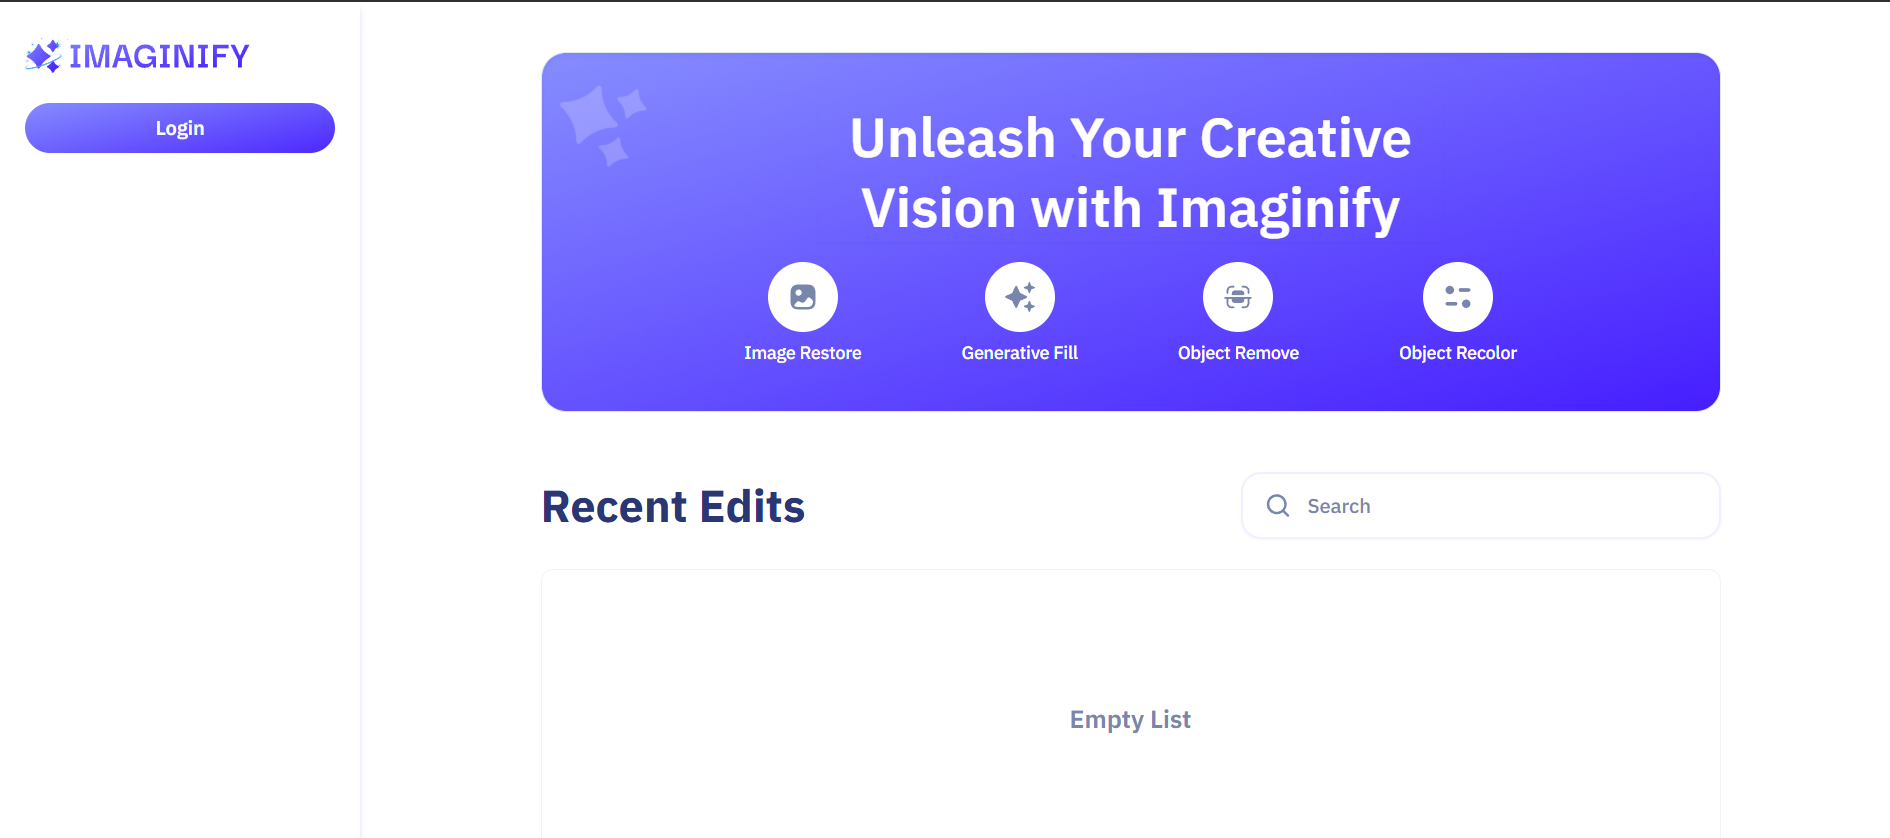 IMAGINIFY
Login
Unleash Your Creative
Vision with Imaginify
Image Restore
Generative Fill
Object Remove
Object Recolor
Recent Edits
Search
Empty List